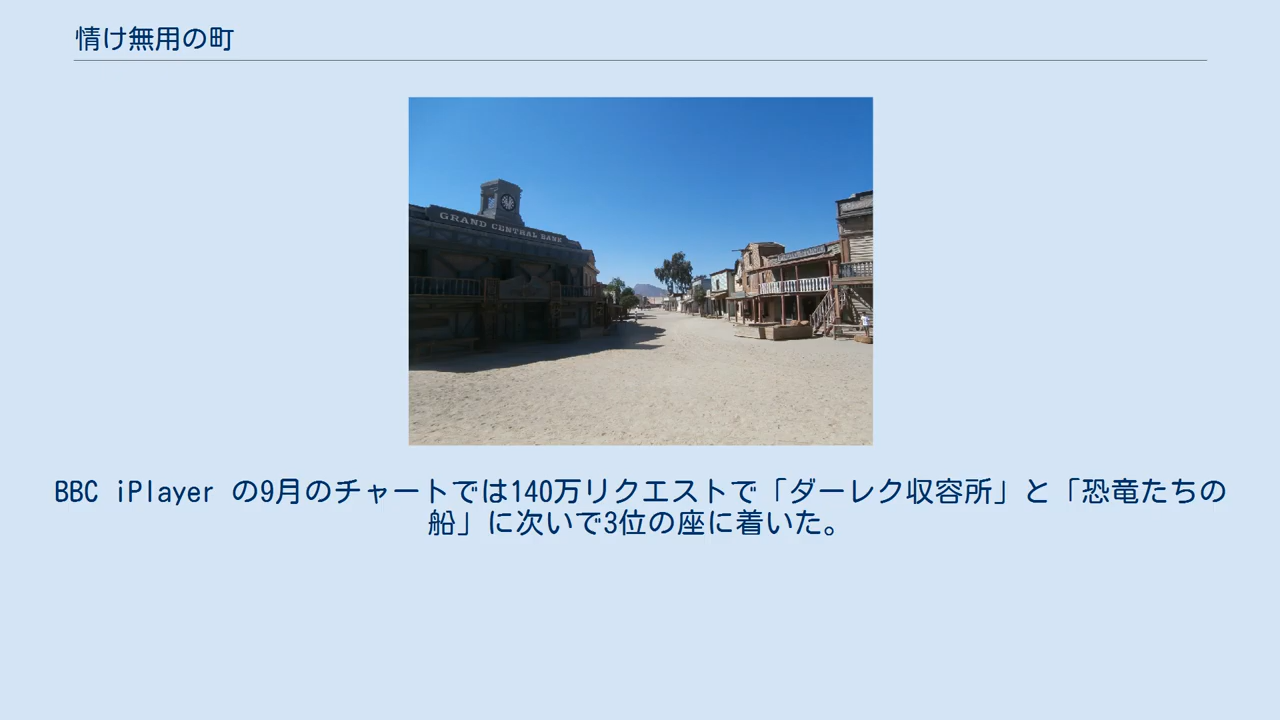 情け無用の町
GRAND CENTRAL BANK
BBC iPlayer の9月のチャートでは140万リクエストで「ダーレク収容所」と「恐竜たちの
船」に次いで3位の座に着いた。